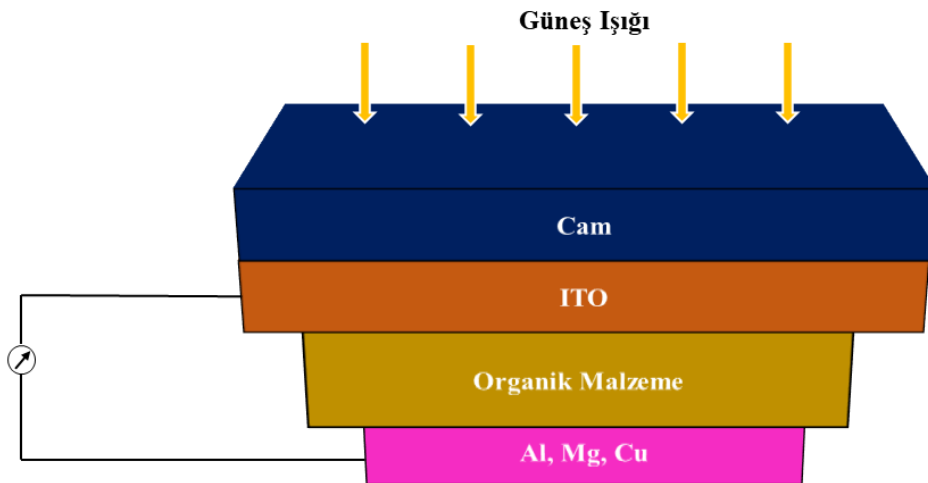 Güneş Işığı
Cam
ITO
Organik Malzeme
Al, Mg, Cu